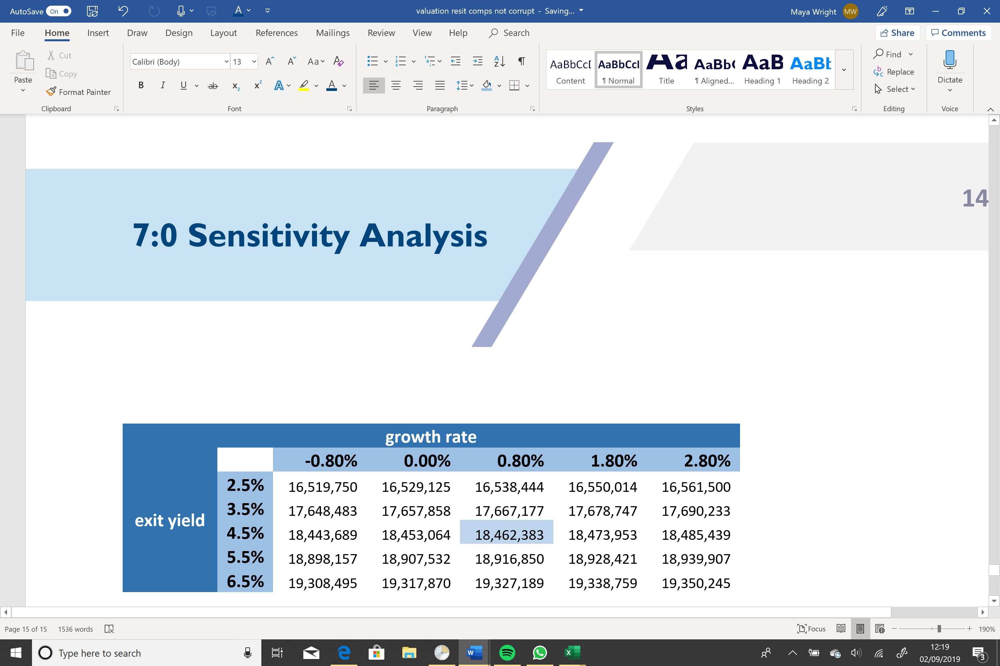 AutoSave On valuation resit comps not corrupt - Saving... Maya Wright MW
File Home Insert Draw Design Layout References Mailings Review View Help Search Share Comments
Paste Cut Copy Format Painter
Calibri (Body) 13
AaBbCcD AaBbCcI Aa AaBb( AaB AaBb
Content ¶ Normal Title ¶ Aligned... Heading 1 Heading 2
Find Replace Select
Dictate
Clipboard Font Paragraph Styles Editing Voice
14
7:0 Sensitivity Analysis
growth rate
-0.80% 0.00% 0.80% 1.80% 2.80%
exit yield
2.5% 16,519,750 16,529,125 16,538,444 16,550,014 16,561,500
3.5% 17,648,483 17,657,858 17,667,177 17,678,747 17,690,233
4.5% 18,443,689 18,453,064 18,462,383 18,473,953 18,485,439
5.5% 18,898,157 18,907,532 18,916,850 18,928,421 18,939,907
6.5% 19,308,495 19,317,870 19,327,189 19,338,759 19,350,245
Page 15 of 15 1536 words Focus 190%
Type here to search
12:19
02/09/2019
3